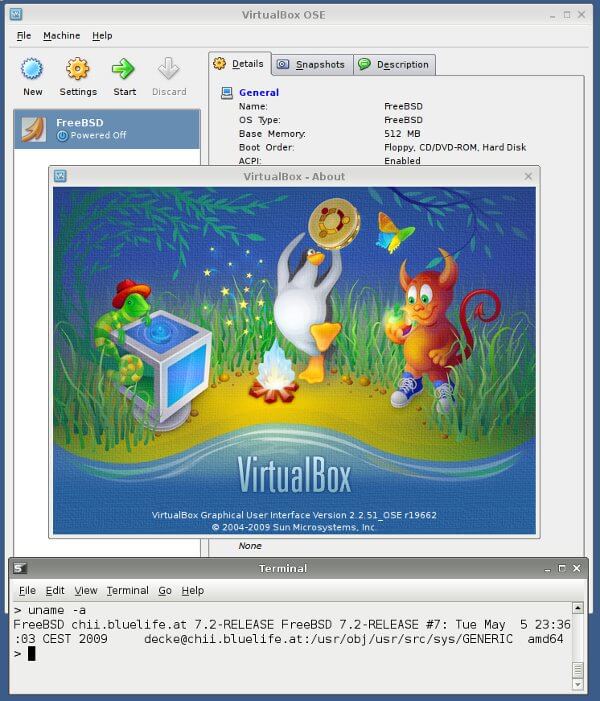 VirtualBox OSE
File Machine Help
New Settings Start Discard
Details Snapshots Description
FreeBSD
Powered Off
General
Name: FreeBSD
OS Type: FreeBSD
Base Memory: 512 MB
Boot Order: Floppy, CD/DVD-ROM, Hard Disk
ACPI: Enabled
VirtualBox - About
VirtualBox
VirtualBox Graphical User Interface Version 2.2.51_OSE r19662
© 2004-2009 Sun Microsystems, Inc.
None
Terminal
File Edit View Terminal Go Help
> uname -a
FreeBSD chii.bluelife.at 7.2-RELEASE FreeBSD 7.2-RELEASE #7: Tue May  5 23:36
:03 CEST 2009     decke@chii.bluelife.at:/usr/obj/usr/src/sys/GENERIC  amd64
>